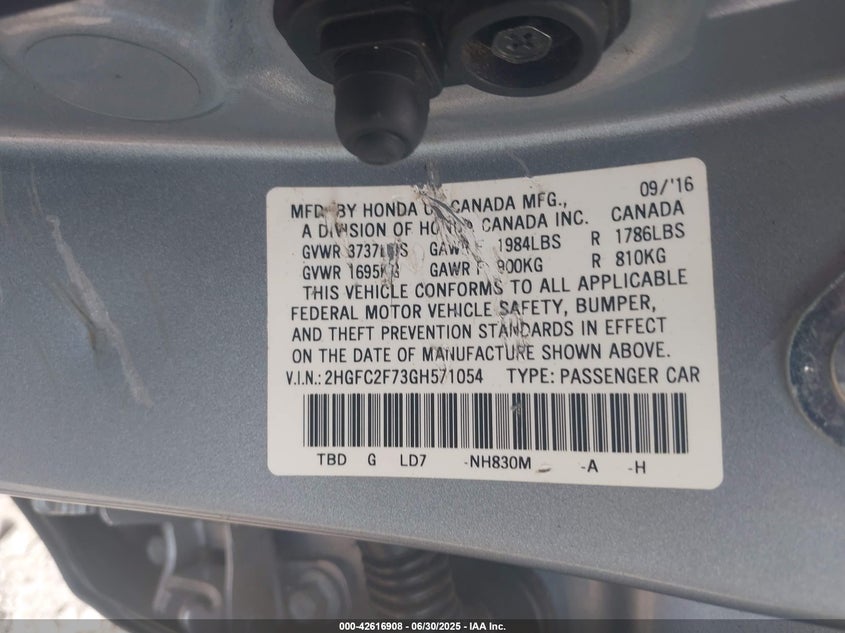 09/'16
MFD. BY HONDA OF CANADA MFG.,
A DIVISION OF HONDA CANADA INC. CANADA
GVWR 3737LBS GAWR F 1984LBS R 1786LBS
GVWR 1695KG GAWR F 900KG R 810KG
THIS VEHICLE CONFORMS TO ALL APPLICABLE
FEDERAL MOTOR VEHICLE SAFETY, BUMPER,
AND THEFT PREVENTION STANDARDS IN EFFECT
ON THE DATE OF MANUFACTURE SHOWN ABOVE.
V.I.N.: 2HGFC2F73GH571054 TYPE: PASSENGER CAR
TBD G LD7 -NH830M -A -H
000-42616908 - 06/30/2025 - IAA Inc.